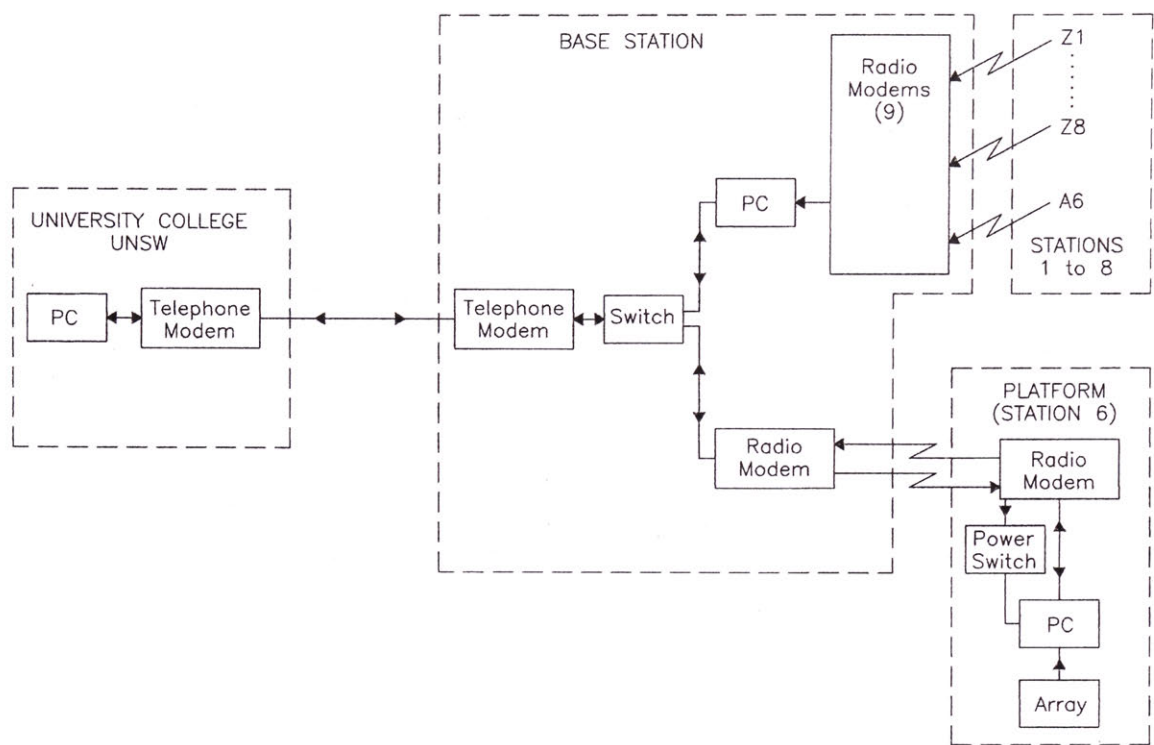 BASE STATION
Radio
Modems
(9)
Z1
Z8
A6
STATIONS
1 to 8
PC
UNIVERSITY COLLEGE
UNSW
PC
Telephone
Modem
Telephone
Modem
Switch
Radio
Modem
PLATFORM
(STATION 6)
Radio
Modem
Power
Switch
PC
Array